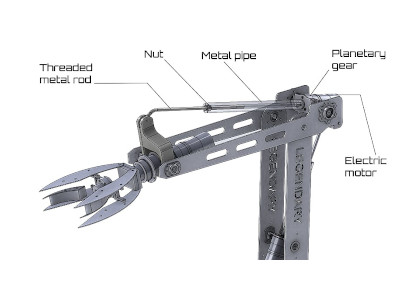 Nut
Metal pipe
Planetary
gear
Threaded
metal rod
Electric
motor